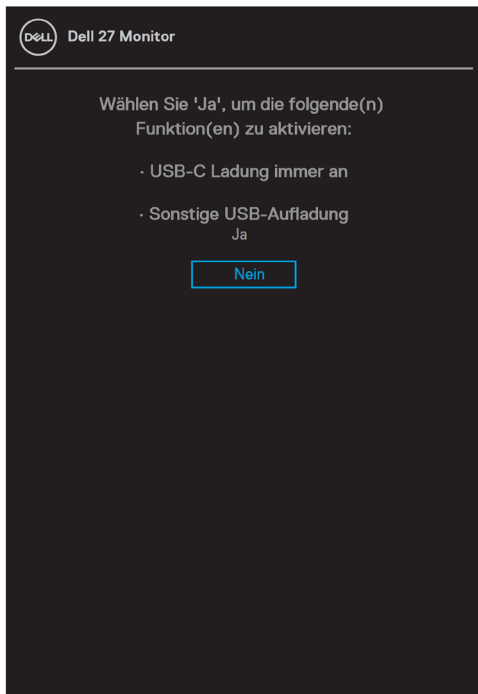 DELL
Dell 27 Monitor
Wählen Sie 'Ja', um die folgende(n)
Funktion(en) zu aktivieren:
· USB-C Ladung immer an
· Sonstige USB-Aufladung
Ja
Nein